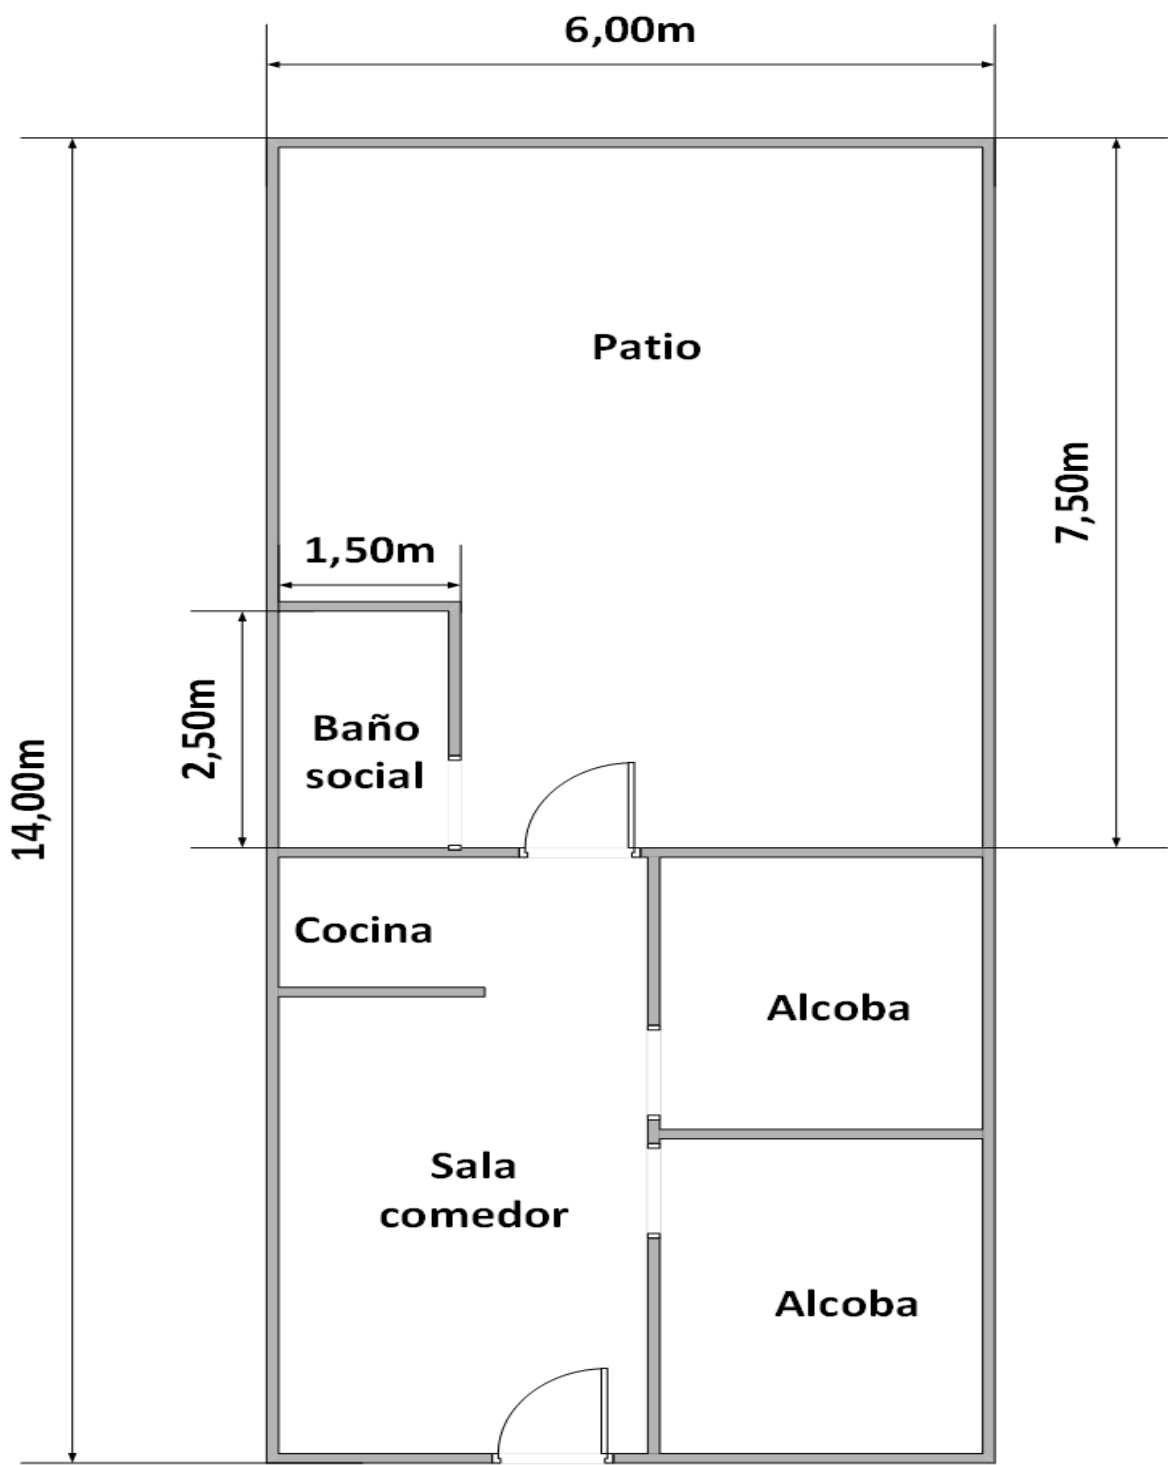 6,00m
Patio
7,50m
1,50m
2,50m
Baño
social
14,00m
Cocina
Alcoba
Sala
comedor
Alcoba